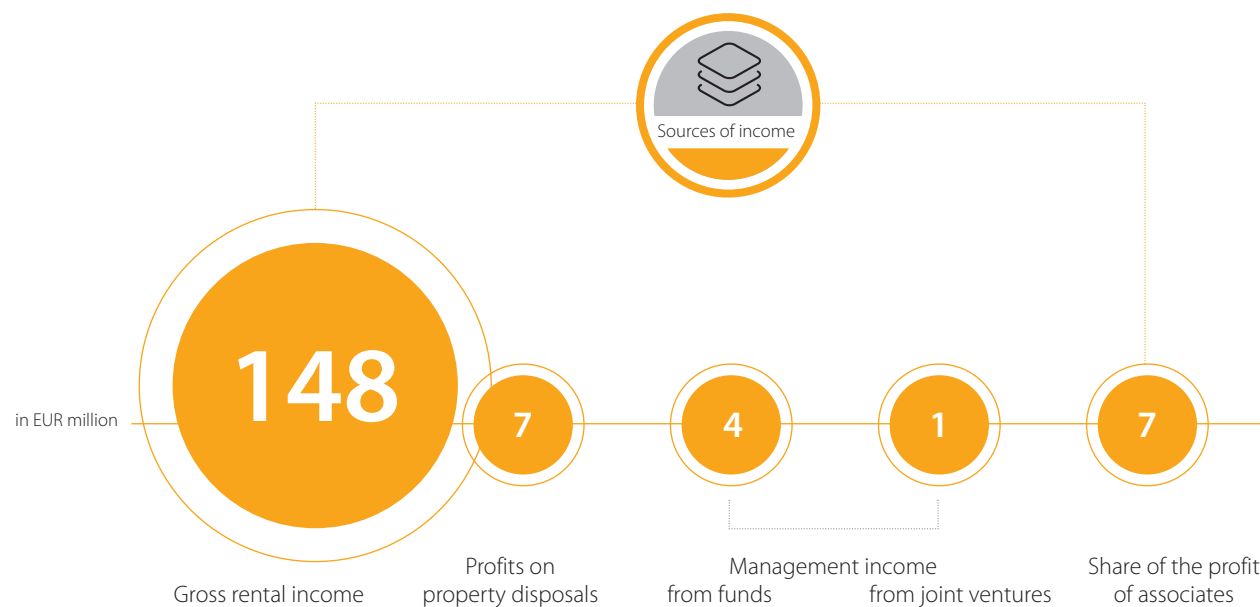 Sources of income
in EUR million
148
7
4
1
7
Gross rental income
Profits on
property disposals
Management income
from funds
from joint ventures
Share of the profit
of associates